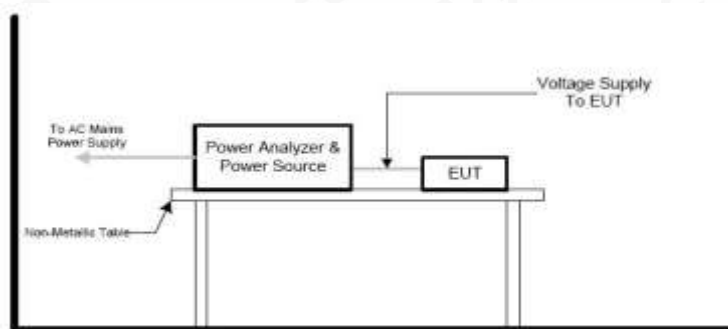 Voltage Supply
To EUT
To AC Mains
Power Supply
Power Analyzer &
Power Source
EUT
Non-Metallic Table